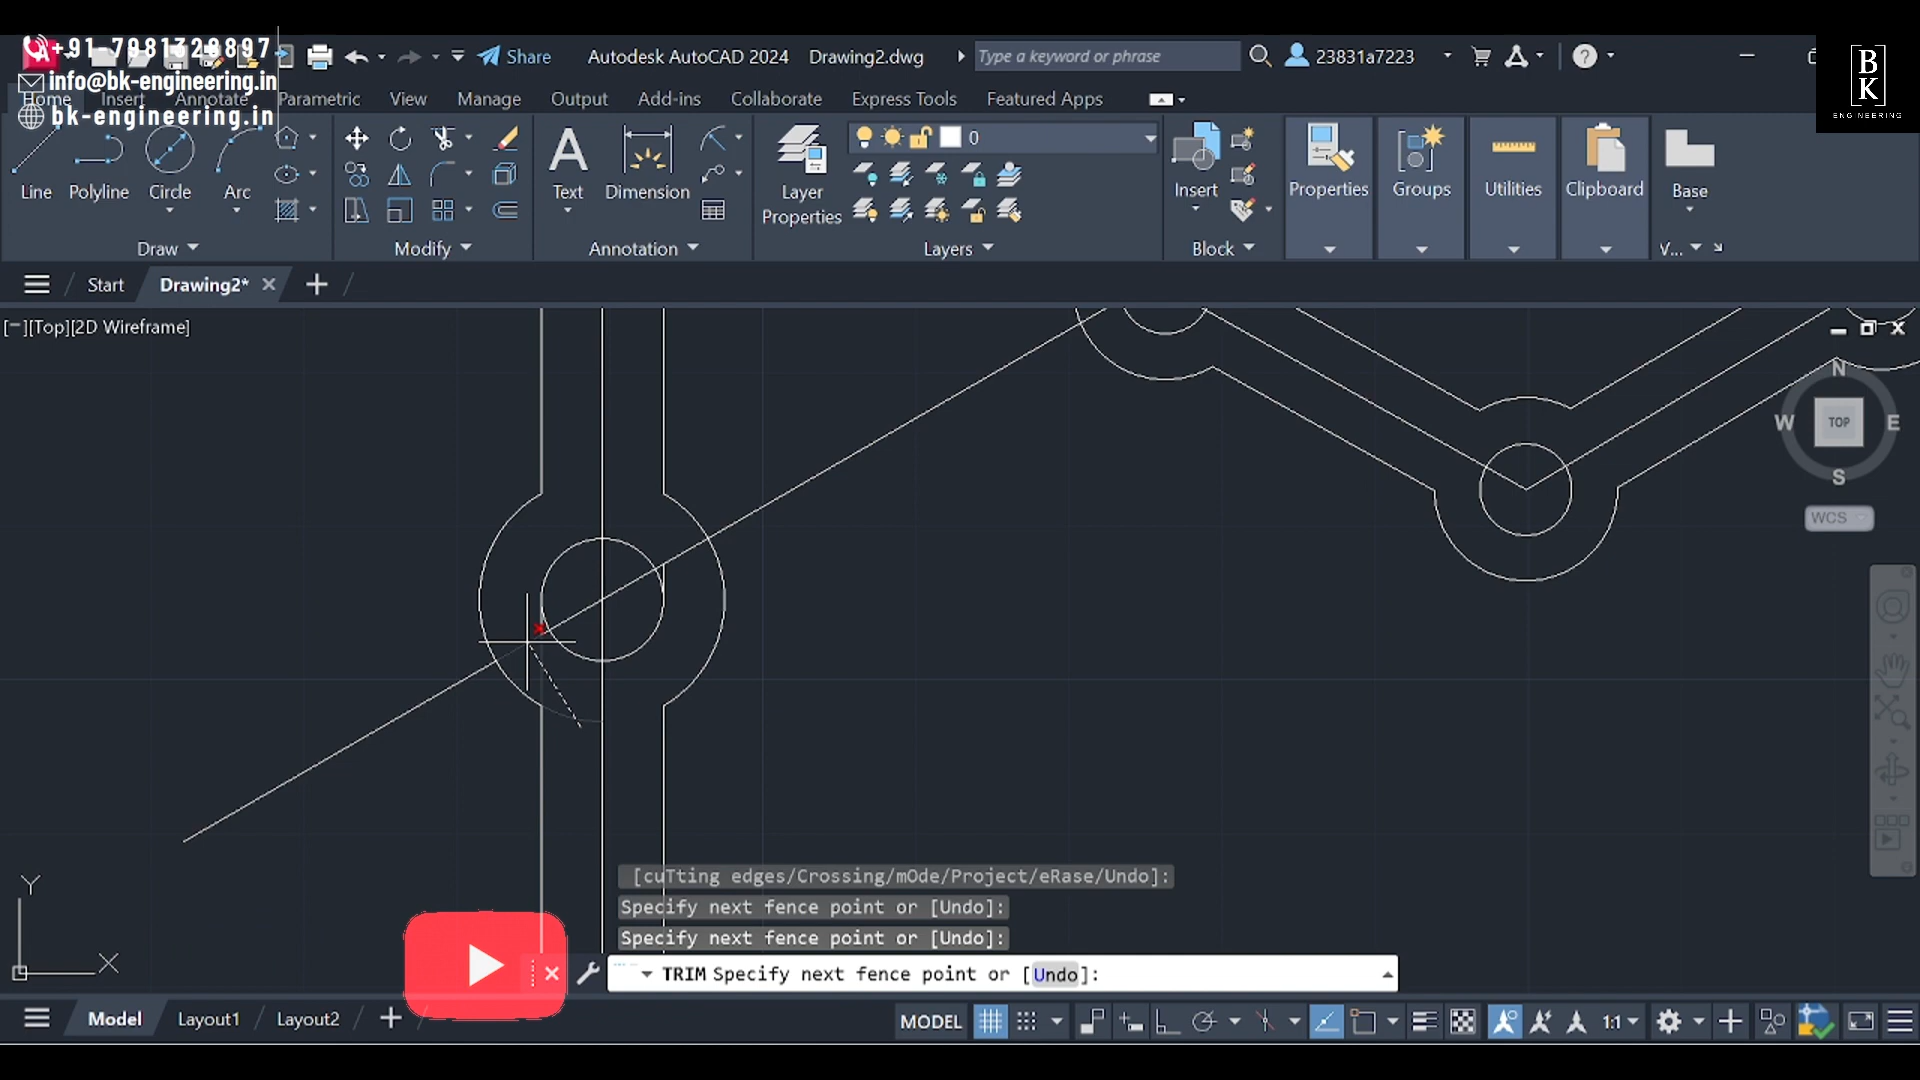 +91-7981329897
info@bk-engineering.in
bk-engineering.in
Share
Autodesk AutoCAD 2024 Drawing2.dwg
Type a keyword or phrase
23831a7223
B
K
ENGINEERING
Home Insert Annotate Parametric View Manage Output Add-ins Collaborate Express Tools Featured Apps
Line Polyline Circle Arc
Text Dimension
Layer
Properties
0
Insert
Properties Groups Utilities Clipboard Base
Draw Modify Annotation Layers Block V...
Start Drawing2*
[−][Top][2D Wireframe]
N
W TOP E
S
WCS
Y
X
[cuTting edges/Crossing/mOde/Project/eRase/Undo]:
Specify next fence point or [Undo]:
Specify next fence point or [Undo]:
TRIM Specify next fence point or [Undo]:
Model Layout1 Layout2
MODEL 1:1